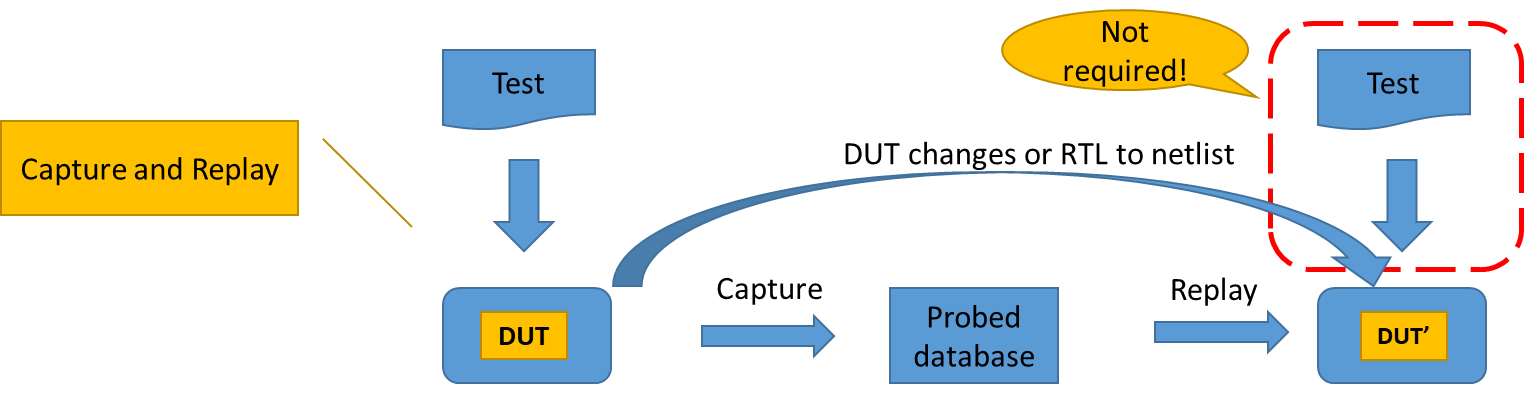 Capture and Replay
Test
DUT
Capture
Probed
database
DUT changes or RTL to netlist
Replay
Not
required!
Test
DUT’